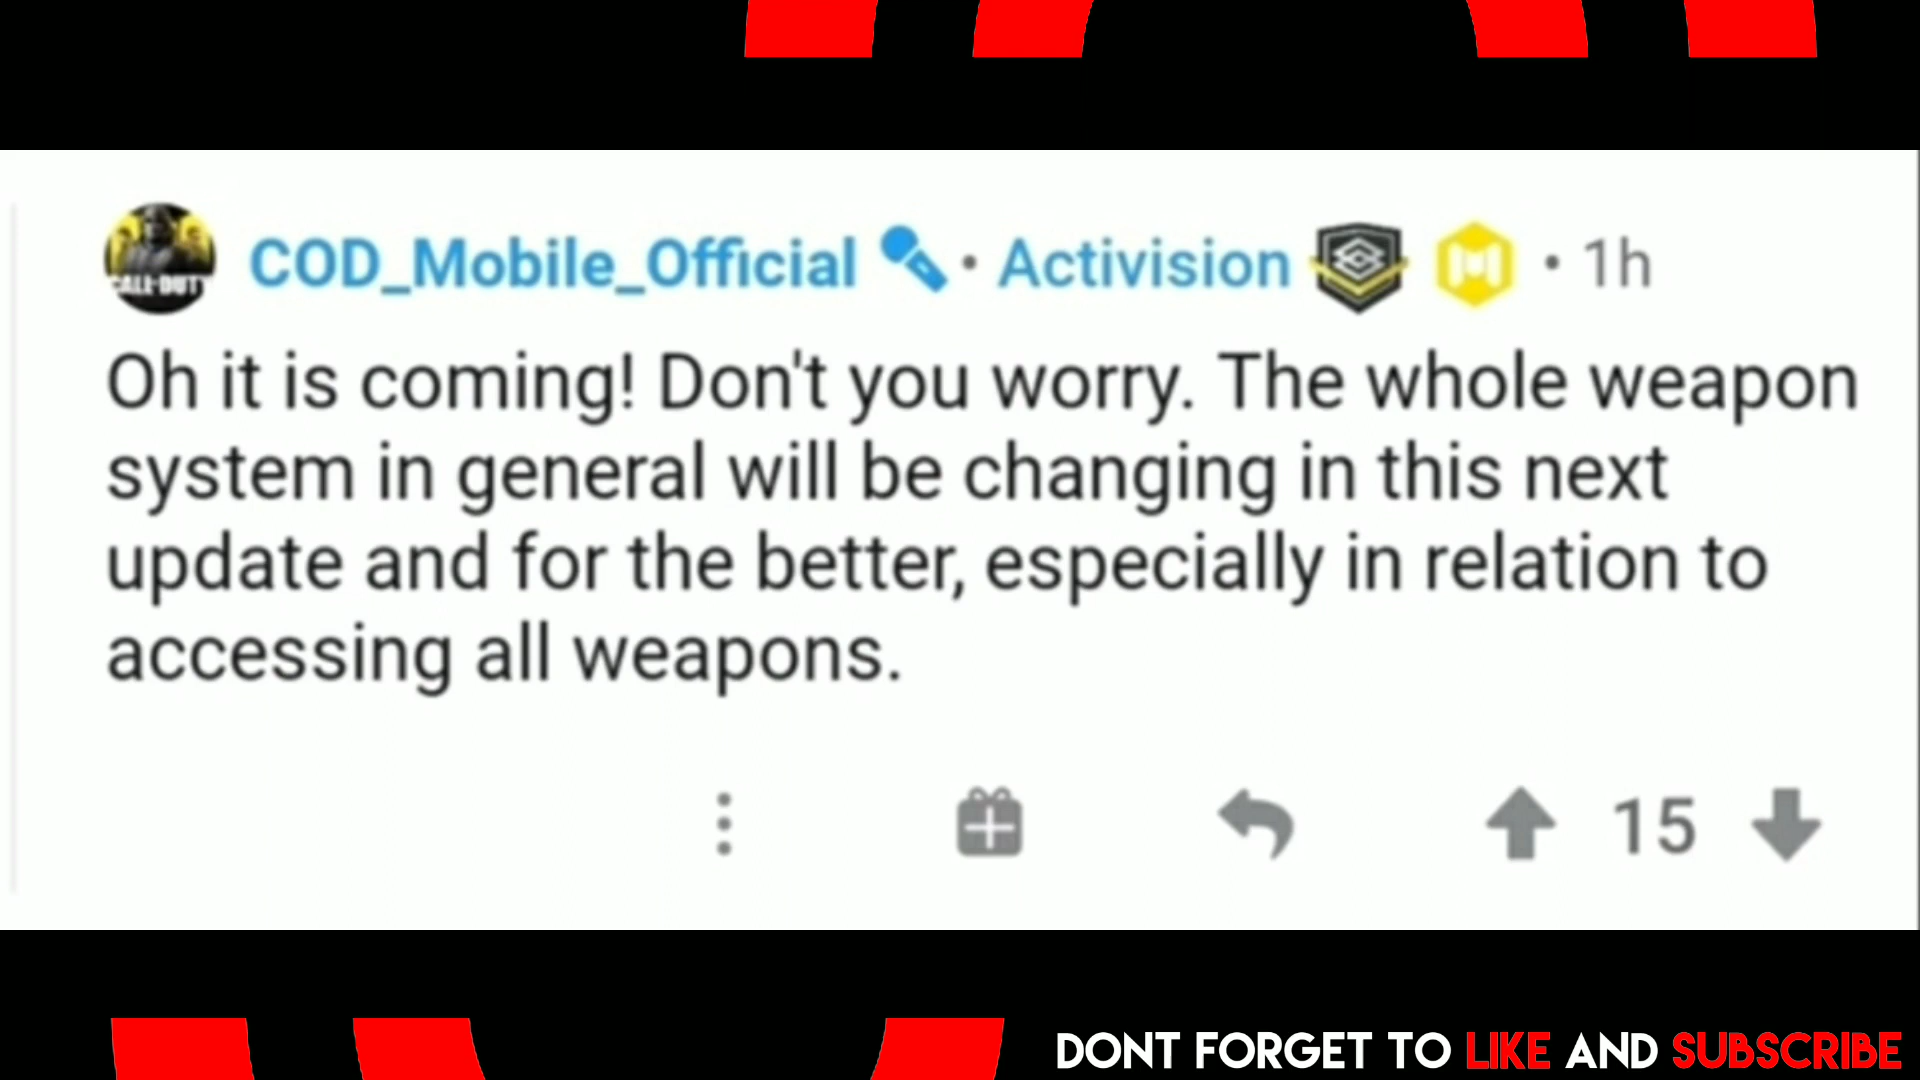 COD_Mobile_Official • Activision • 1h
CALL·DUTY
Oh it is coming! Don't you worry. The whole weapon
system in general will be changing in this next
update and for the better, especially in relation to
accessing all weapons.
15
DONT FORGET TO LIKE AND SUBSCRIBE